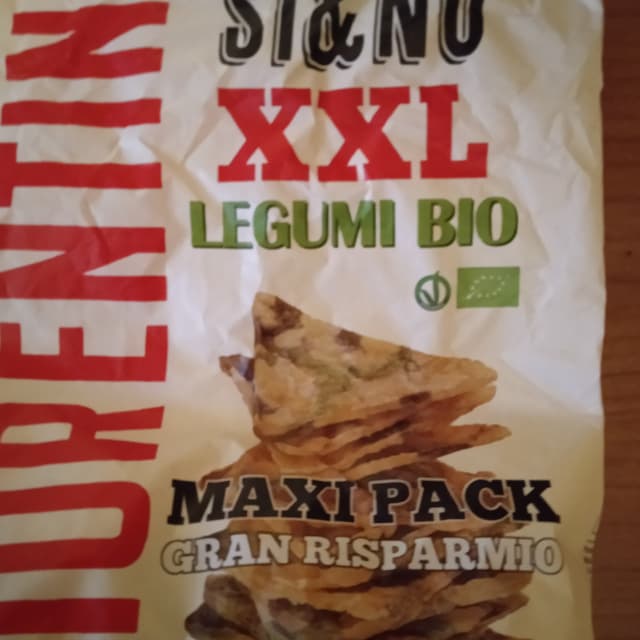 SI&NO
XXL
LEGUMI BIO
MAXI PACK
GRAN RISPARMIO